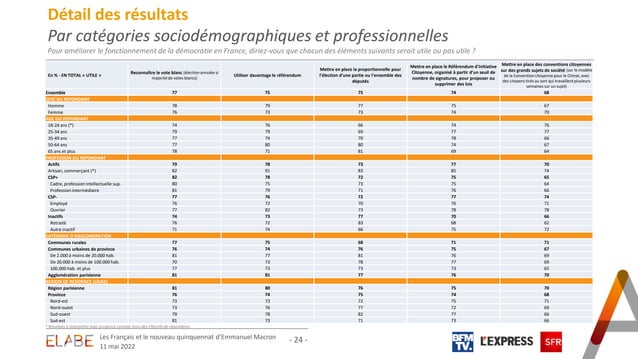 Détail des résultats
Par catégories sociodémographiques et professionnelles
Pour améliorer le fonctionnement de la démocratie en France, diriez-vous que chacun des éléments suivants serait utile ou pas utile ?
En % - EN TOTAL « UTILE » Reconnaître le vote blanc (élection annulée si majorité de votes blancs) Utiliser davantage le référendum Mettre en place la proportionnelle pour l'élection d'une partie ou l'ensemble des députés Mettre en place le Référendum d'Initiative Citoyenne, organisé à partir d'un seuil de nombre de signatures, pour proposer ou supprimer des lois Mettre en place des conventions citoyennes sur des grands sujets de société (sur le modèle de la Convention citoyenne pour le Climat, avec des citoyens tirés au sort qui travaillent plusieurs semaines sur un sujet)
Ensemble 77 75 75 74 68
SEXE DU REPONDANT
Homme 78 79 77 75 67
Femme 76 73 73 74 70
AGE DU REPONDANT
18-24 ans (*) 74 76 66 74 76
25-34 ans 79 79 69 77 77
35-49 ans 77 74 70 78 66
50-64 ans 77 80 80 74 67
65 ans et plus 78 71 81 69 64
PROFESSION DU REPONDANT
Actifs 79 78 73 77 70
Artisan, commerçant (*) 82 91 83 85 74
CSP+ 82 78 72 75 65
Cadre, profession intellectuelle sup. 80 75 73 75 64
Profession intermédiaire 81 79 71 76 66
CSP- 77 76 72 77 74
Employé 76 72 70 76 71
Ouvrier 77 82 73 78 78
Inactifs 74 73 77 70 66
Retraité 76 72 83 68 62
Autre inactif 71 74 66 75 72
CATEGORIE D'AGGLOMERATION
Communes rurales 77 75 68 71 71
Communes urbaines de province 76 74 76 75 67
De 2.000 à moins de 20.000 hab. 81 77 81 76 69
De 20.000 à moins de 100.000 hab. 70 73 78 77 69
100.000 hab. et plus 77 73 73 73 65
Agglomération parisienne 81 81 77 76 70
REGION DE RESIDENCE (UDA5)
Région parisienne 81 80 76 75 70
Province 76 74 75 74 68
Nord-est 73 73 72 75 71
Nord-ouest 73 76 77 72 69
Sud-ouest 79 78 82 77 66
Sud-est 81 71 73 73 66
* Résultats à interpréter avec prudence compte-tenu des effectifs de répondants
ELABE
Les Français et le nouveau quinquennat d'Emmanuel Macron
11 mai 2022
- 24 -
BFM TV.
L'EXPRESS
SFR